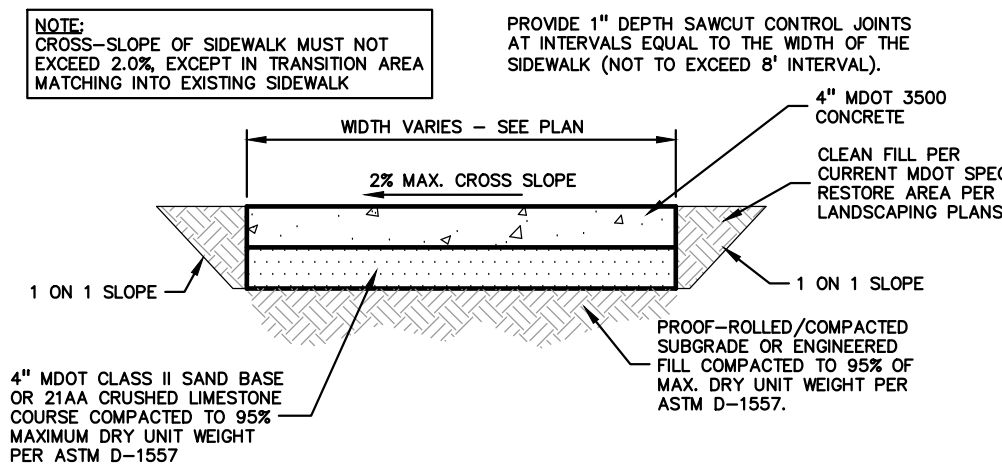 NOTE:
CROSS-SLOPE OF SIDEWALK MUST NOT
EXCEED 2.0%, EXCEPT IN TRANSITION AREA
MATCHING INTO EXISTING SIDEWALK
PROVIDE 1" DEPTH SAWCUT CONTROL JOINTS
AT INTERVALS EQUAL TO THE WIDTH OF THE
SIDEWALK (NOT TO EXCEED 8' INTERVAL).
WIDTH VARIES - SEE PLAN
4" MDOT 3500
CONCRETE
2% MAX. CROSS SLOPE
CLEAN FILL PER
CURRENT MDOT SPEC
RESTORE AREA PER
LANDSCAPING PLANS
1 ON 1 SLOPE
1 ON 1 SLOPE
4" MDOT CLASS II SAND BASE
OR 21AA CRUSHED LIMESTONE
COURSE COMPACTED TO 95%
MAXIMUM DRY UNIT WEIGHT
PER ASTM D-1557
PROOF-ROLLED/COMPACTED
SUBGRADE OR ENGINEERED
FILL COMPACTED TO 95% OF
MAX. DRY UNIT WEIGHT PER
ASTM D-1557.